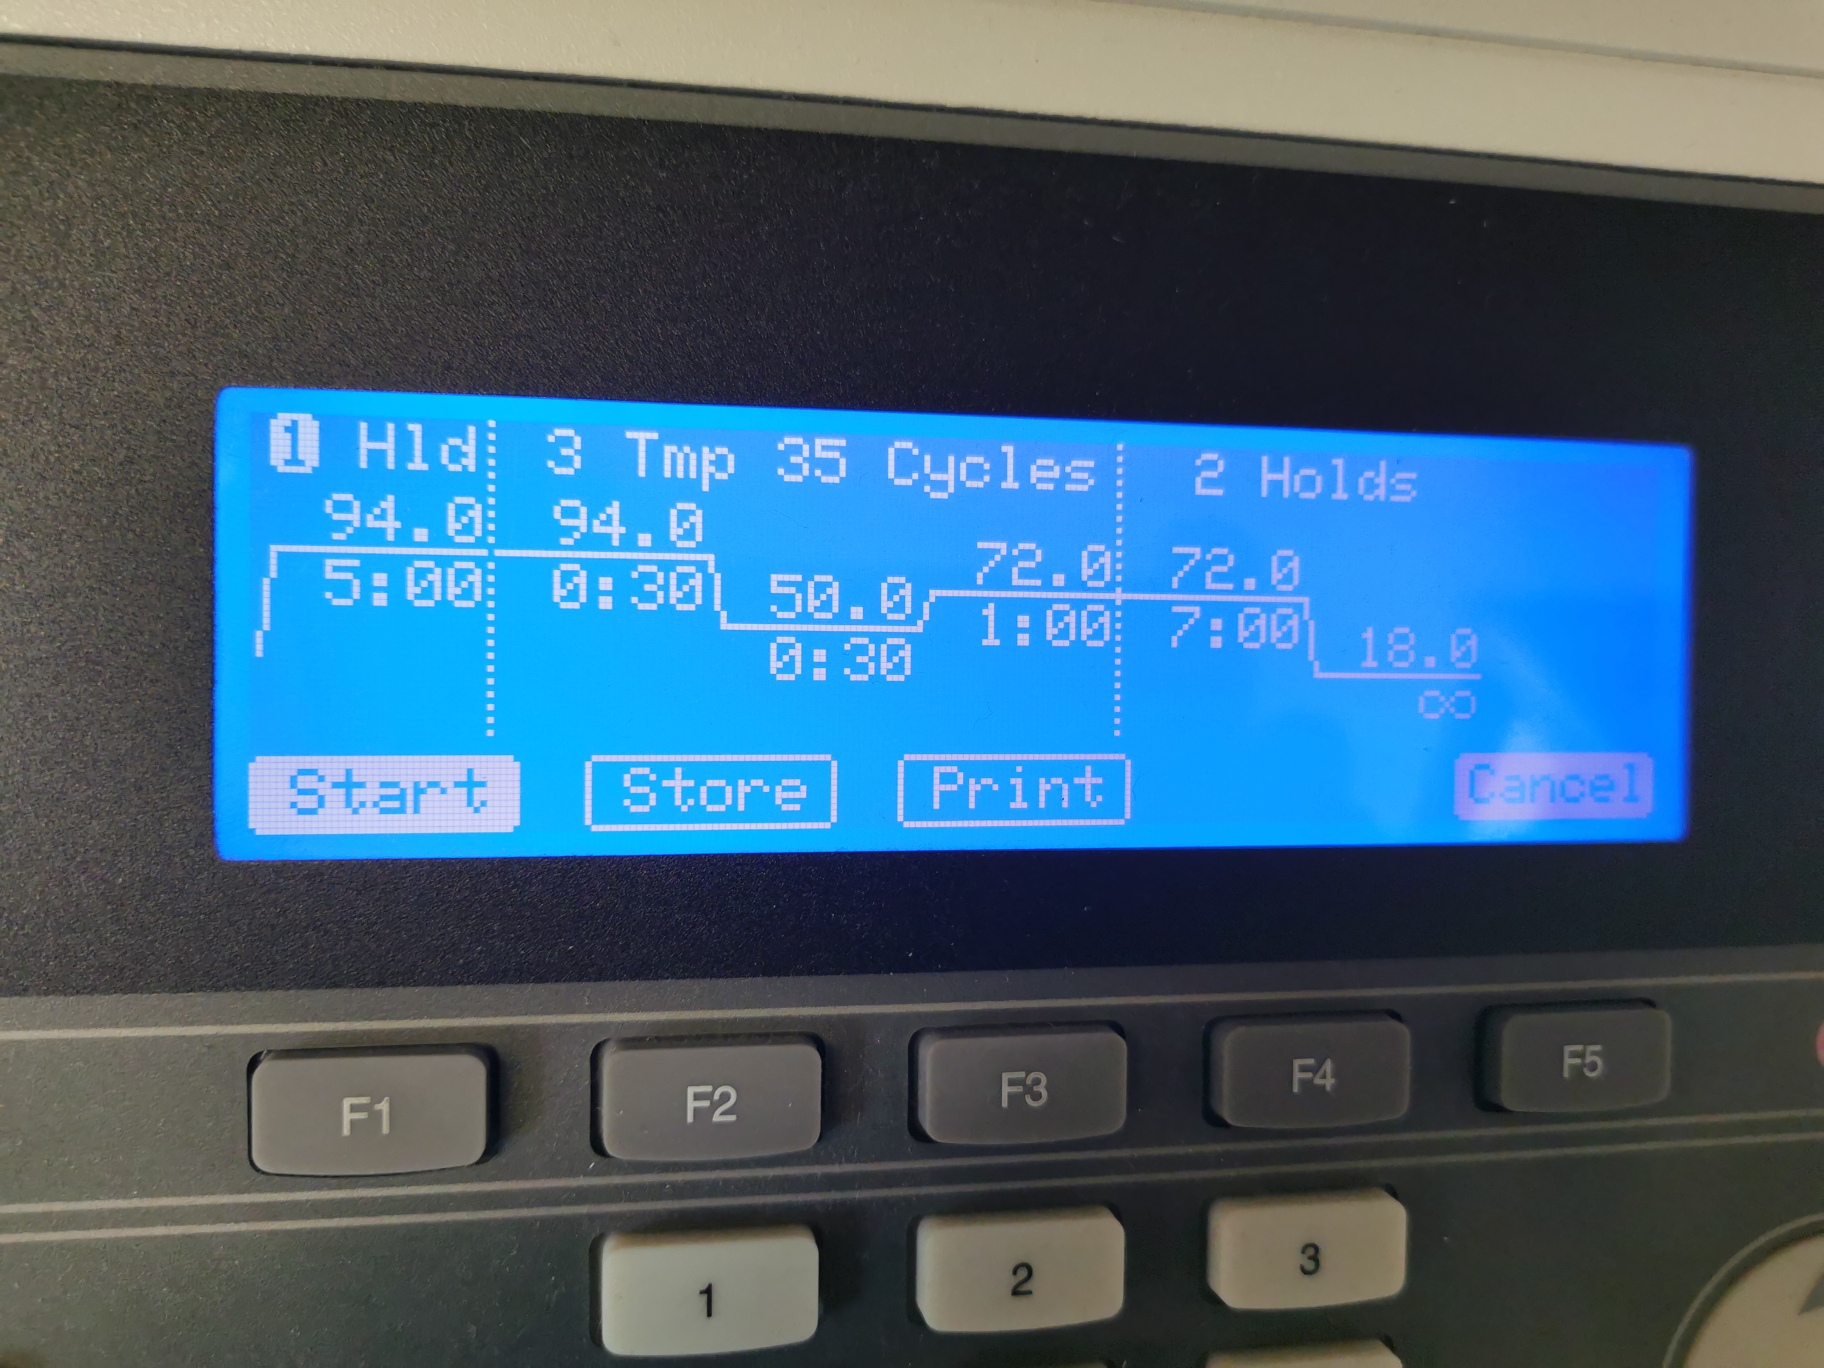 1 Hld 3 Tmp 35 Cycles 2 Holds
94.0 94.0 72.0 72.0
5:00 0:30 50.0 1:00 7:00 18.0
0:30 ∞
Start Store Print Cancel
F1 F2 F3 F4 F5
1 2 3